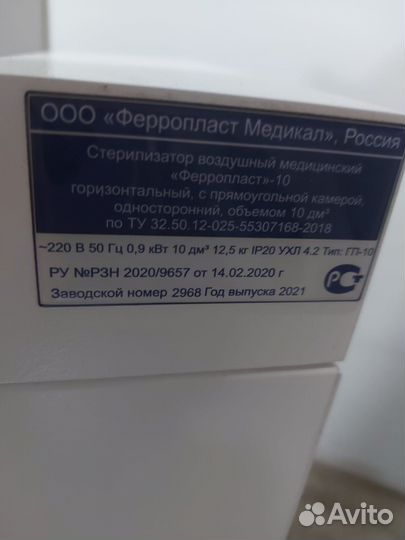 ООО «Ферропласт Медикал», Россия
Стерилизатор воздушный медицинский
«Ферропласт»-10
горизонтальный, с прямоугольной камерой,
односторонний, объемом 10 дм³
по ТУ 32.50.12-025-55307168-2018
~220 В 50 Гц 0,9 кВт 10 дм³ 12,5 кг IP20 УХЛ 4.2 Тип: ГП-10
РУ №РЗН 2020/9657 от 14.02.2020 г
Заводской номер 2968 Год выпуска 2021
Avito